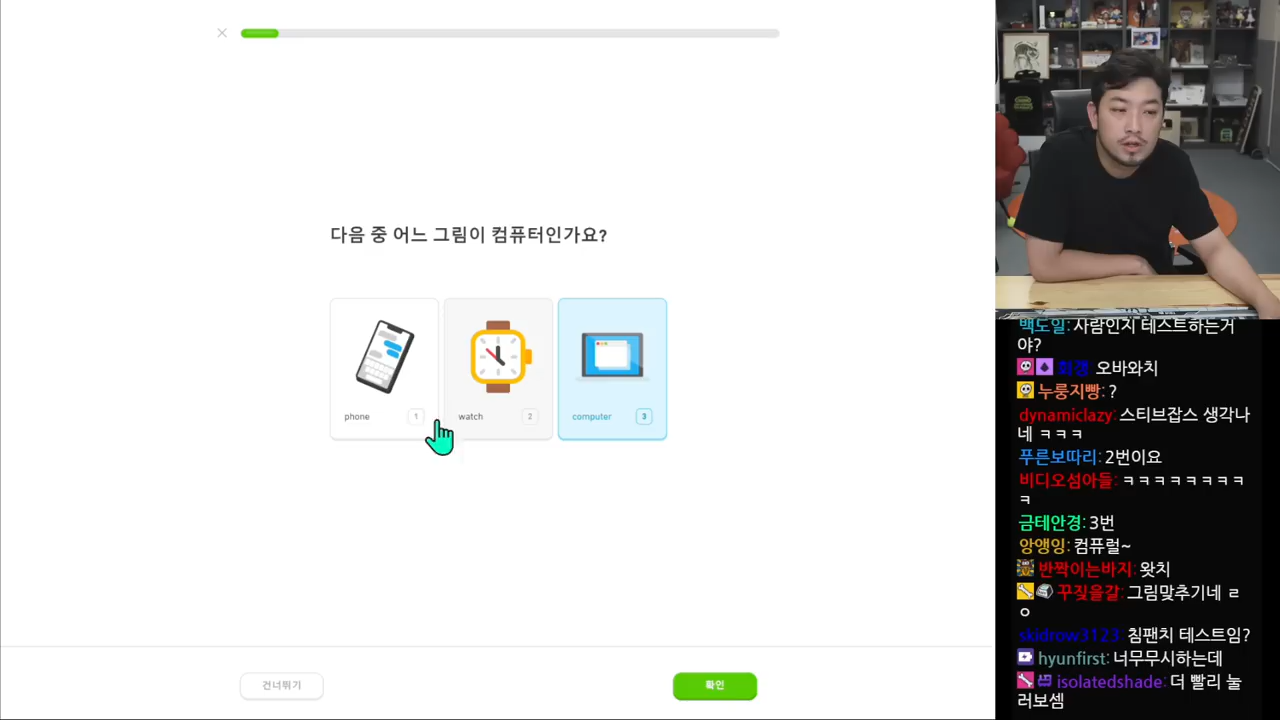 다음 중 어느 그림이 컴퓨터인가요?
phone 1
watch 2
computer 3
건너뛰기
확인
백도일: 사람인지 테스트하는거
야?
오바와치
누룽지빵: ?
dynamiclazy: 스티브잡스 생각나
네 ㅋㅋㅋ
푸른보따리: 2번이요
비디오섬아들: ㅋㅋㅋㅋㅋㅋㅋㅋ
ㅋ
금테안경: 3번
앙앵잉: 컴퓨럴~
반짝이는바지: 왓치
꾸짖을갈: 그림맞추기네 ㄹ
ㅇ
skidrow3123: 침팬치 테스트임?
hyunfirst: 너무무시하는데
isolatedshade: 더 빨리 눌
러보셈